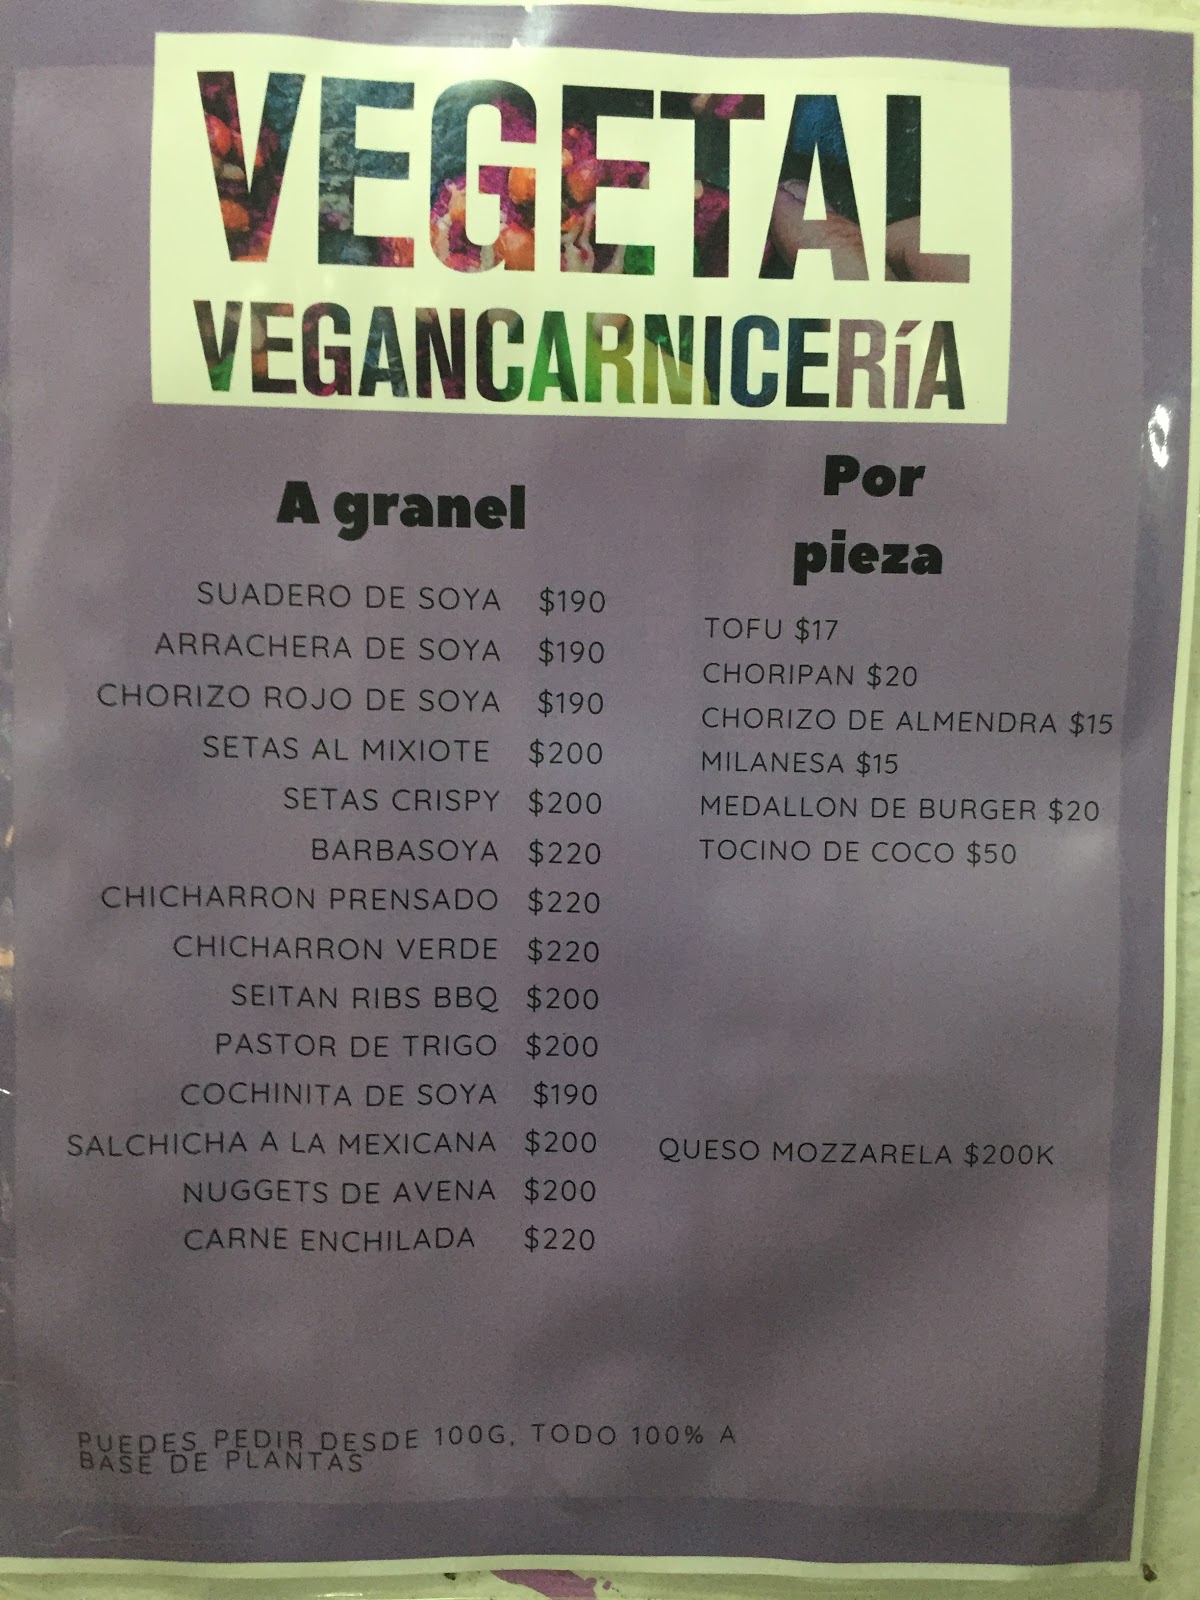 VEGETAL
VEGANCARNICERíA
A granel
SUADERO DE SOYA $190
ARRACHERA DE SOYA $190
CHORIZO ROJO DE SOYA $190
SETAS AL MIXIOTE $200
SETAS CRISPY $200
BARBASOYA $220
CHICHARRON PRENSADO $220
CHICHARRON VERDE $220
SEITAN RIBS BBQ $200
PASTOR DE TRIGO $200
COCHINITA DE SOYA $190
SALCHICHA A LA MEXICANA $200
NUGGETS DE AVENA $200
CARNE ENCHILADA $220
Por
pieza
TOFU $17
CHORIPAN $20
CHORIZO DE ALMENDRA $15
MILANESA $15
MEDALLON DE BURGER $20
TOCINO DE COCO $50
QUESO MOZZARELA $200K
PUEDES PEDIR DESDE 100G, TODO 100% A
BASE DE PLANTAS